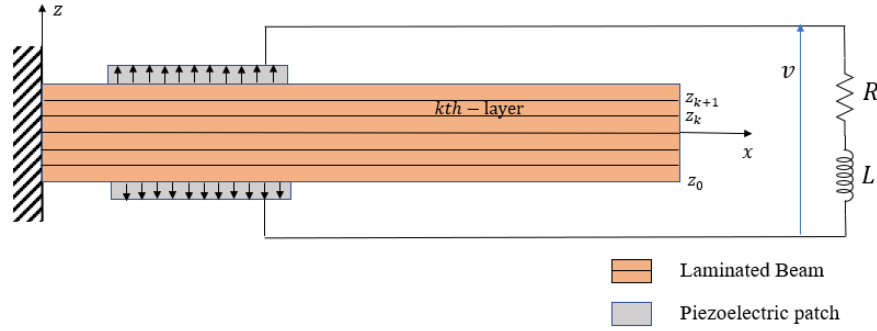 z
v
R
kth − layer
z_{k+1}
z_k
x
L
z_0
Laminated Beam
Piezoelectric patch